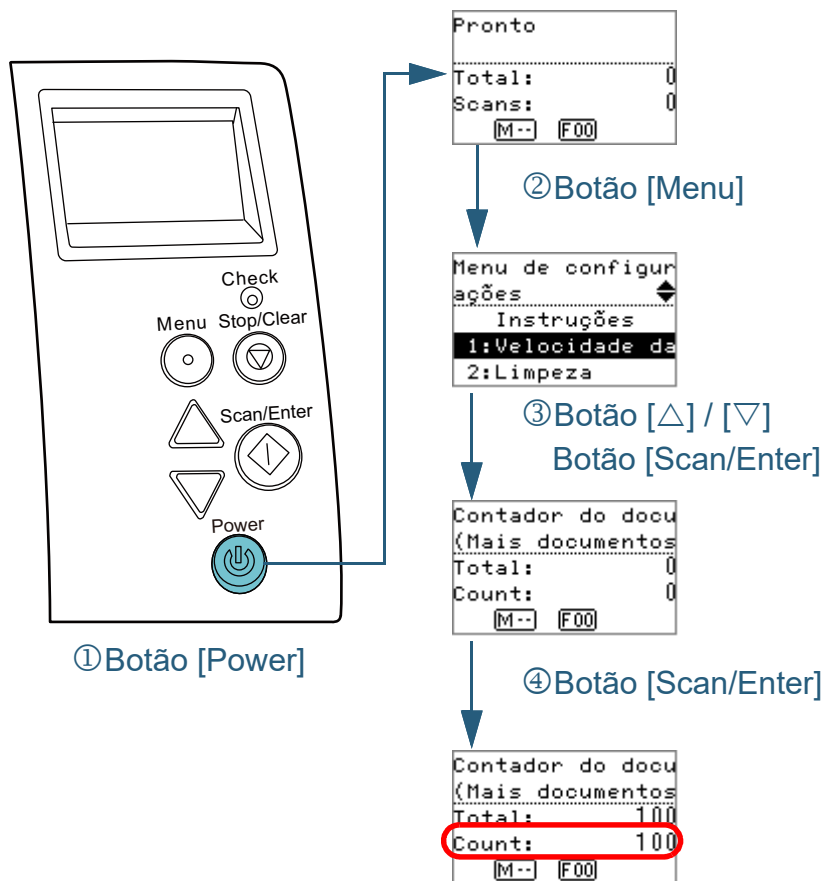 Pronto
Total: 0
Scans: 0
M-- F00
②Botão [Menu]
Menu de configur
ações
Instruções
1:Velocidade da
2:Limpeza
③Botão [△] / [▽]
Botão [Scan/Enter]
Contador do docu
(Mais documentos
Total: 0
Count: 0
M-- F00
④Botão [Scan/Enter]
Contador do docu
(Mais documentos
Total: 100
Count: 100
M-- F00
Check
Menu Stop/Clear
Scan/Enter
Power
①Botão [Power]